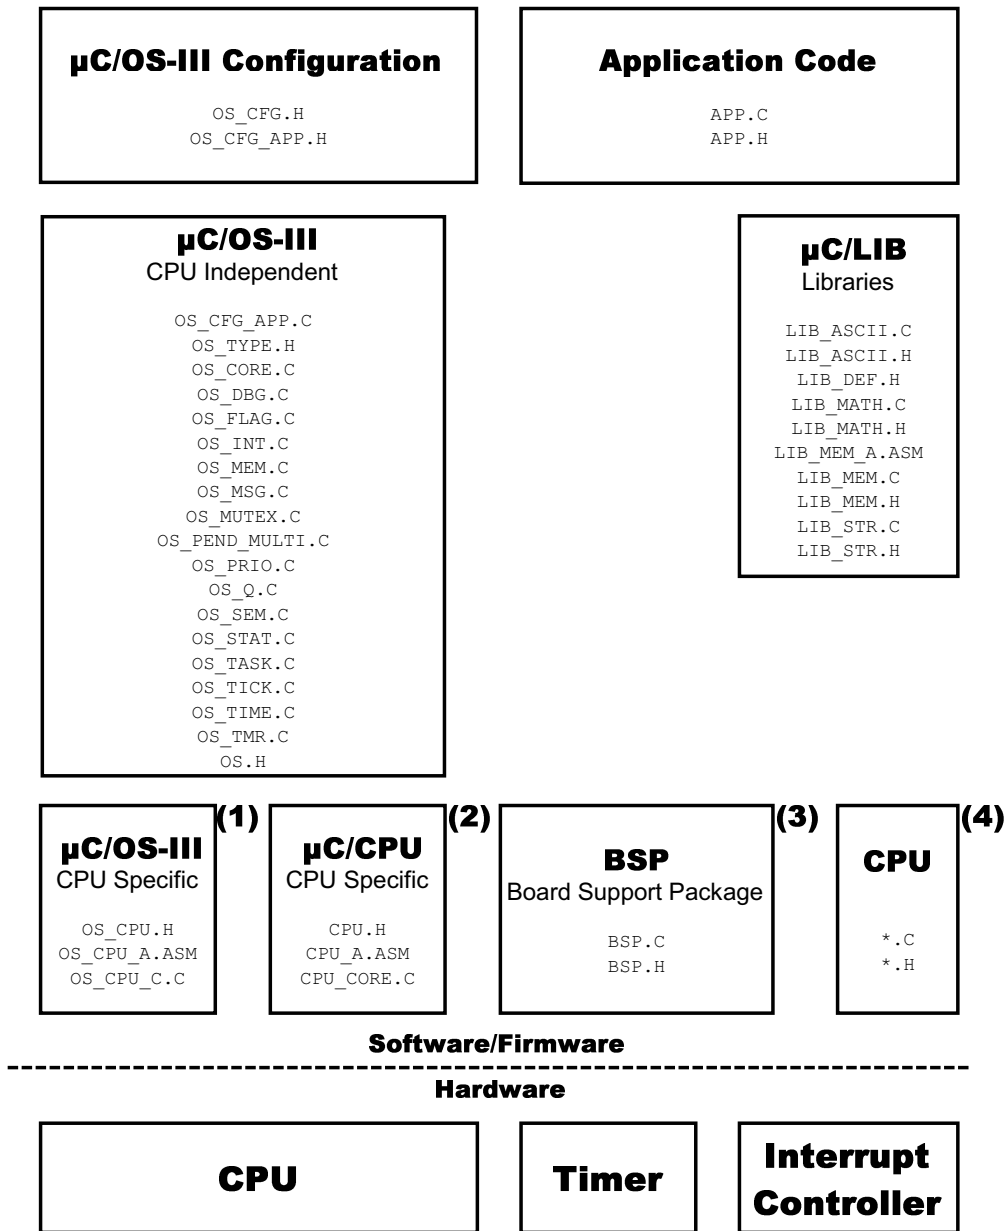 µC/OS-III Configuration
OS_CFG.H
OS_CFG_APP.H
Application Code
APP.C
APP.H
µC/OS-III
CPU Independent
OS_CFG_APP.C
OS_TYPE.H
OS_CORE.C
OS_DBG.C
OS_FLAG.C
OS_INT.C
OS_MEM.C
OS_MSG.C
OS_MUTEX.C
OS_PEND_MULTI.C
OS_PRIO.C
OS_Q.C
OS_SEM.C
OS_STAT.C
OS_TASK.C
OS_TICK.C
OS_TIME.C
OS_TMR.C
OS.H
µC/LIB
Libraries
LIB_ASCII.C
LIB_ASCII.H
LIB_DEF.H
LIB_MATH.C
LIB_MATH.H
LIB_MEM_A.ASM
LIB_MEM.C
LIB_MEM.H
LIB_STR.C
LIB_STR.H
(1)
µC/OS-III
CPU Specific
OS_CPU.H
OS_CPU_A.ASM
OS_CPU_C.C
(2)
µC/CPU
CPU Specific
CPU.H
CPU_A.ASM
CPU_CORE.C
(3)
BSP
Board Support Package
BSP.C
BSP.H
(4)
CPU
*.C
*.H
Software/Firmware
Hardware
CPU
Timer
Interrupt
Controller